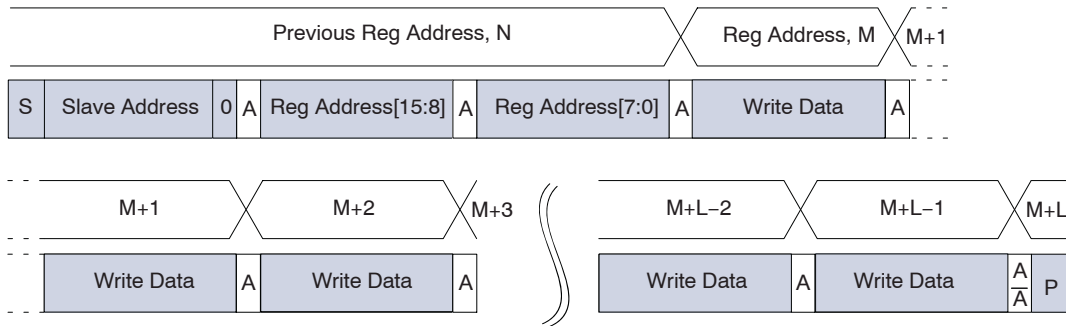 Previous Reg Address, N Reg Address, M M+1
S Slave Address 0 A Reg Address[15:8] A Reg Address[7:0] A Write Data A
M+1 M+2 M+3 M+L−2 M+L−1 M+L
Write Data A Write Data A Write Data A Write Data A/A̅ P